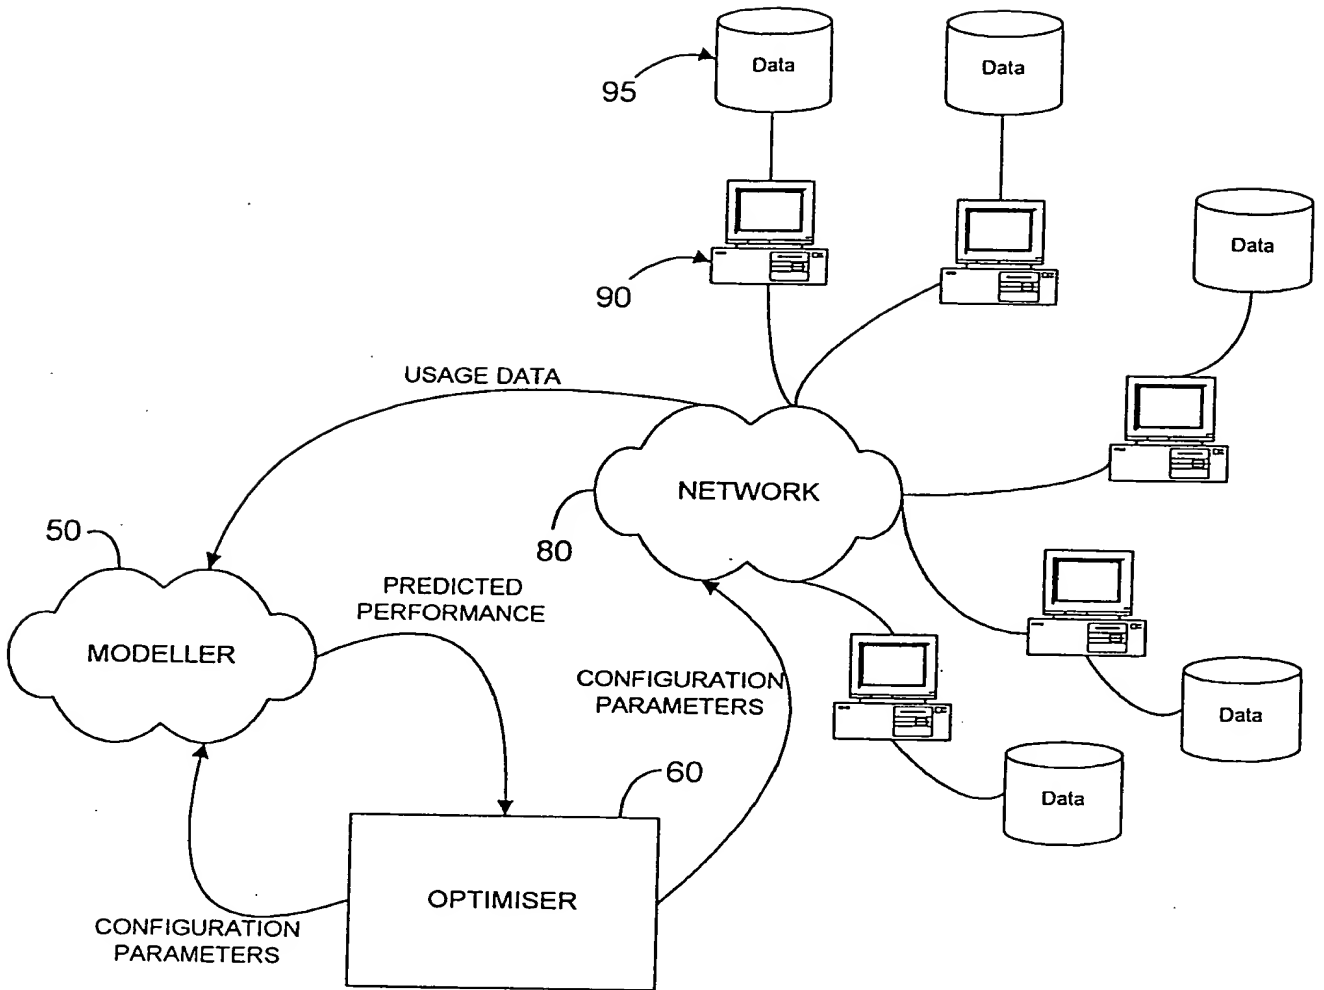 Data
Data
95
Data
90
USAGE DATA
NETWORK
50
80
PREDICTED
PERFORMANCE
MODELLER
CONFIGURATION
PARAMETERS
Data
60
Data
OPTIMISER
CONFIGURATION
PARAMETERS